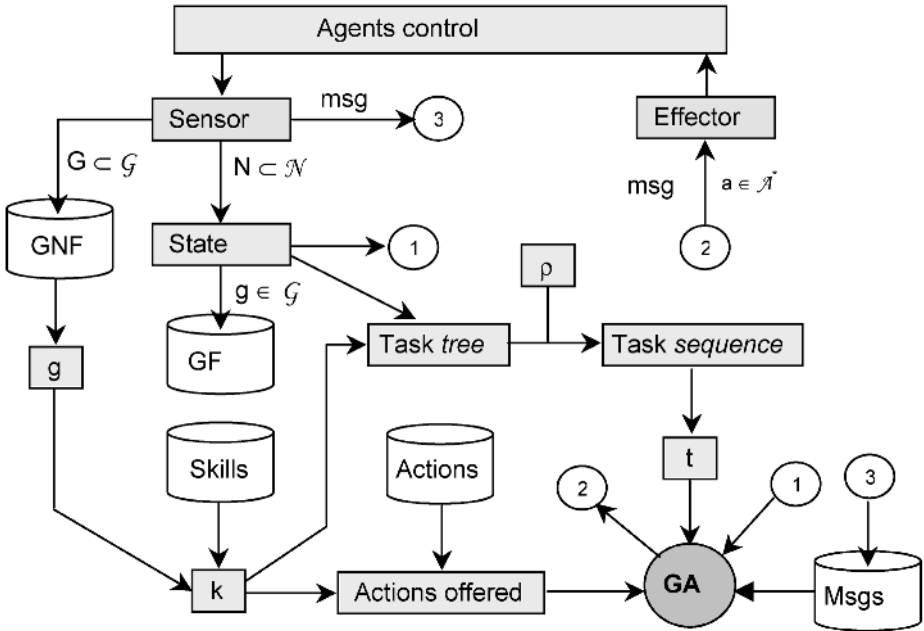 Agents control
Sensor
msg
3
Effector
G ⊂ 𝒢
N ⊂ 𝒩
msg
a ∈ 𝒜*
GNF
State
1
2
g ∈ 𝒢
ρ
GF
Task tree
Task sequence
g
Skills
Actions
t
2
1
3
k
Actions offered
GA
Msgs